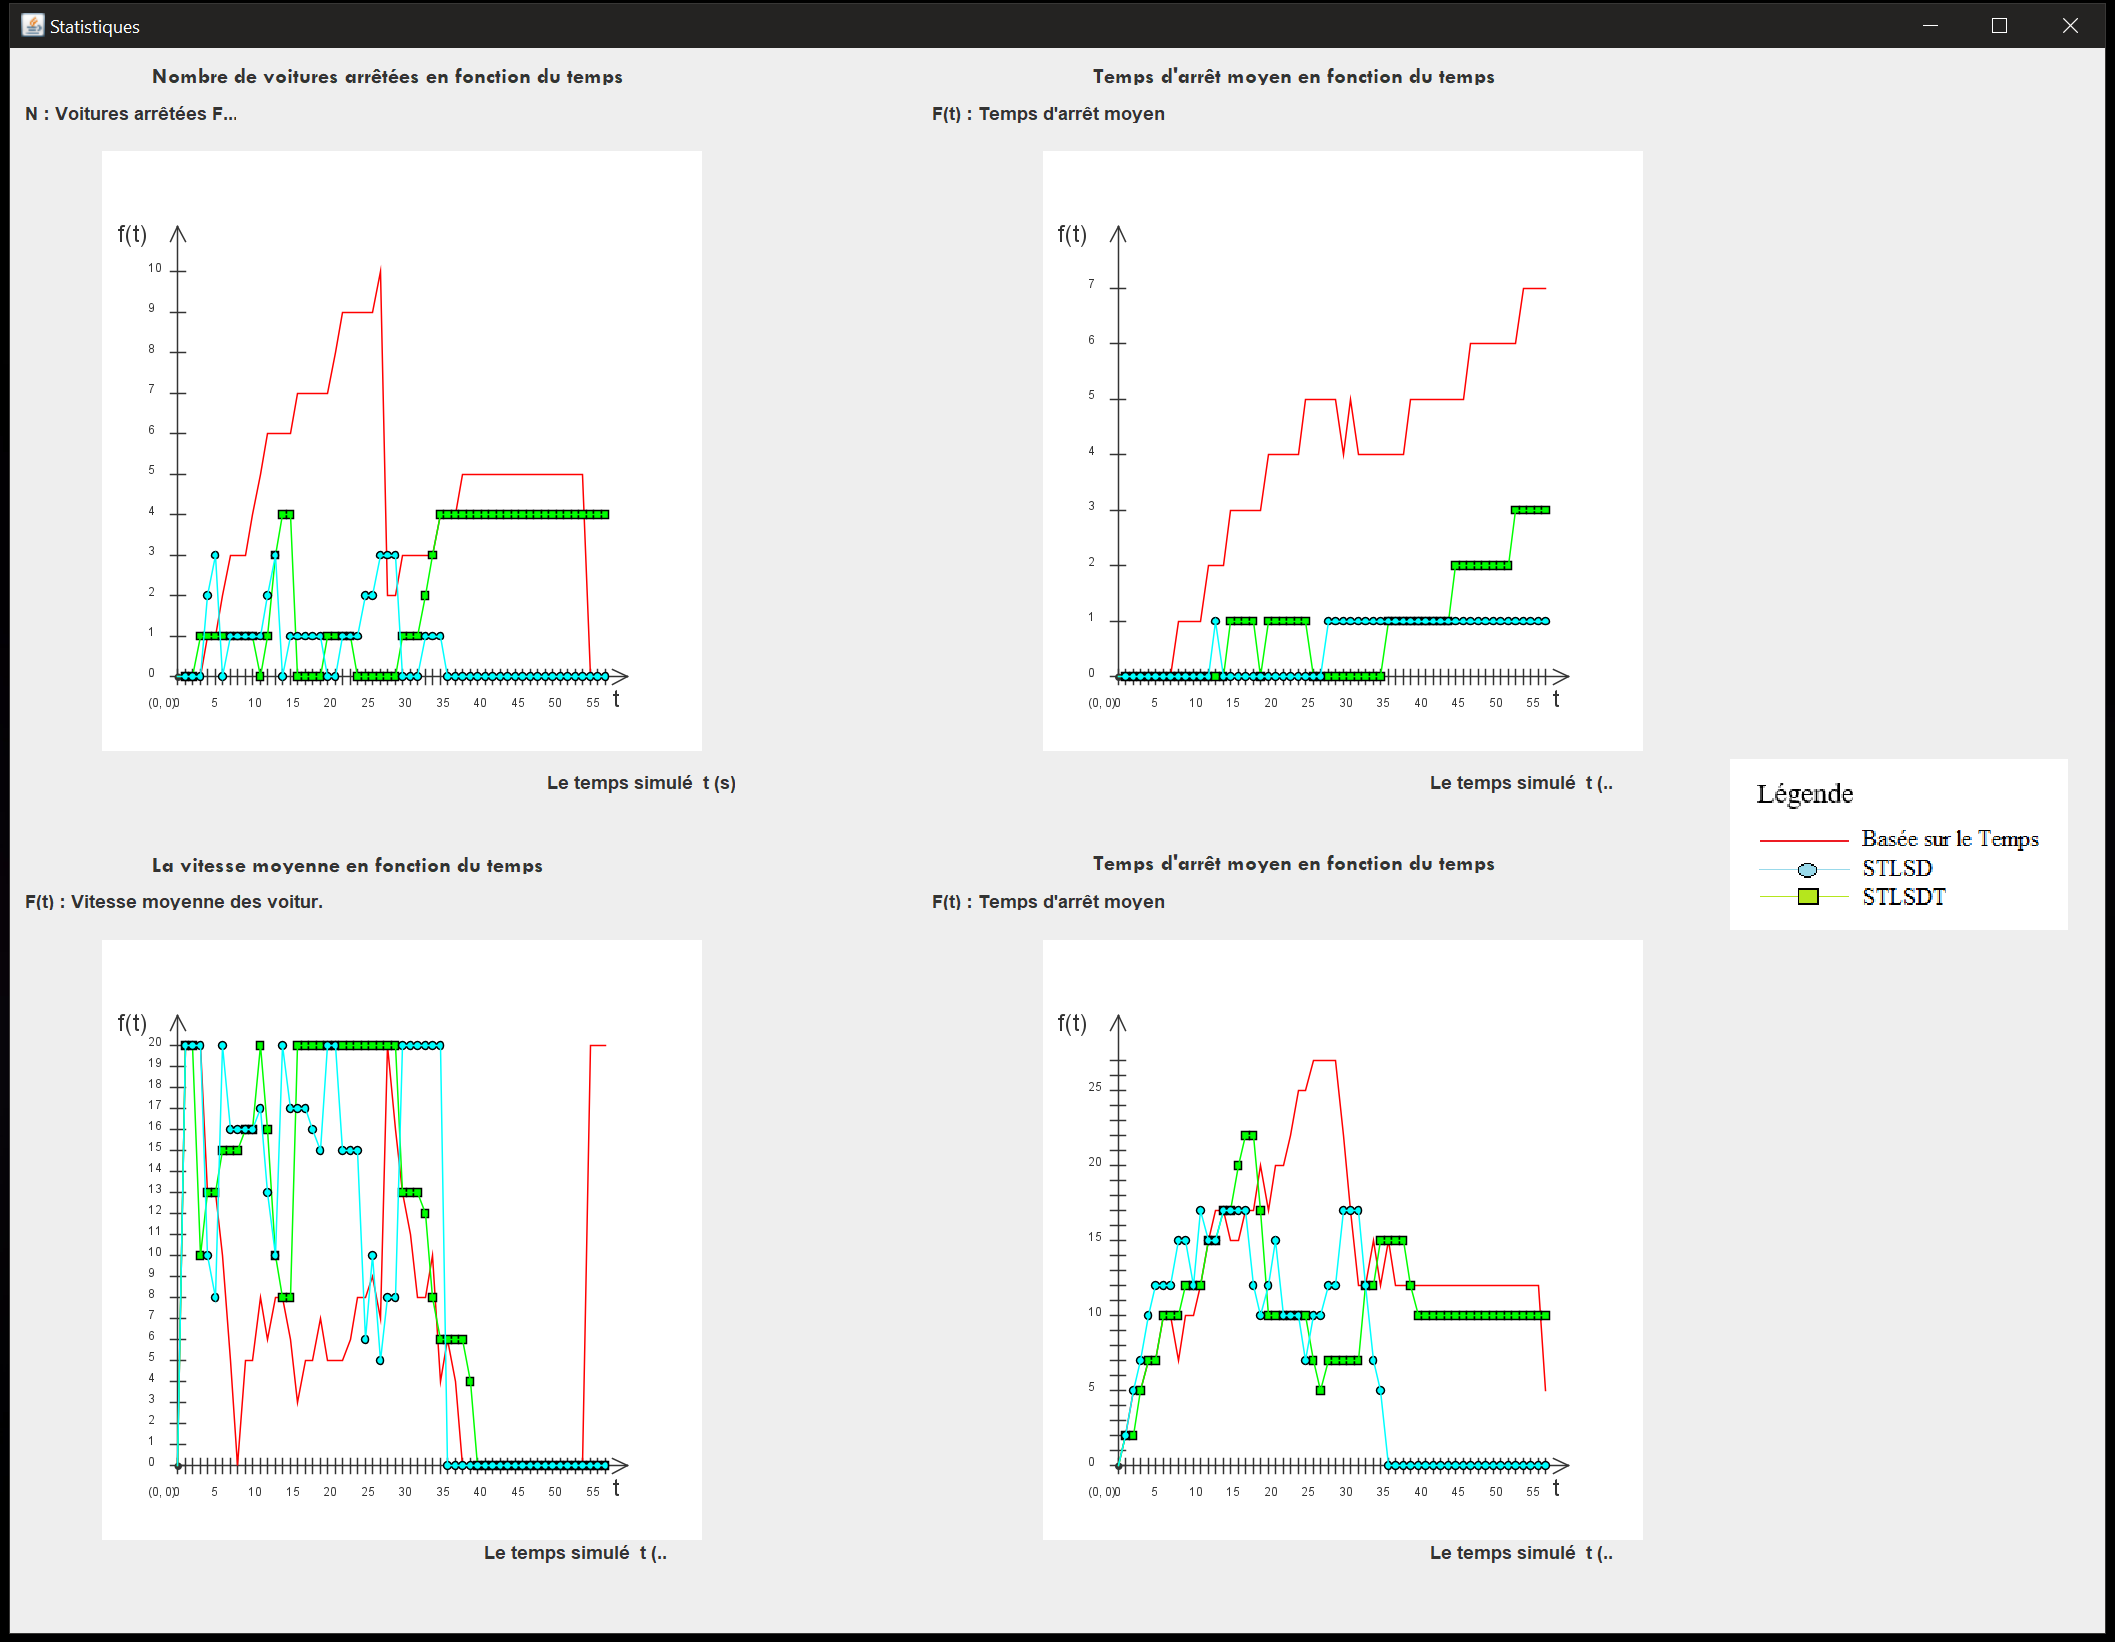 Statistiques
Nombre de voitures arrêtées en fonction du temps
N : Voitures arrêtées F...
f(t)
10
9
8
7
6
5
4
3
2
1
0
(0, 0)0 5 10 15 20 25 30 35 40 45 50 55 t
Le temps simulé t (s)
Temps d'arrêt moyen en fonction du temps
F(t) : Temps d'arrêt moyen
f(t)
7
6
5
4
3
2
1
0
(0, 0)0 5 10 15 20 25 30 35 40 45 50 55 t
Le temps simulé t (..
Légende
Basée sur le Temps
STLSD
STLSDT
La vitesse moyenne en fonction du temps
F(t) : Vitesse moyenne des voitur.
f(t)
20
19
18
17
16
15
14
13
12
11
10
9
8
7
6
5
4
3
2
1
0
(0, 0)0 5 10 15 20 25 30 35 40 45 50 55 t
Le temps simulé t (..
Temps d'arrêt moyen en fonction du temps
F(t) : Temps d'arrêt moyen
f(t)
25
20
15
10
5
0
(0, 0)0 5 10 15 20 25 30 35 40 45 50 55 t
Le temps simulé t (..